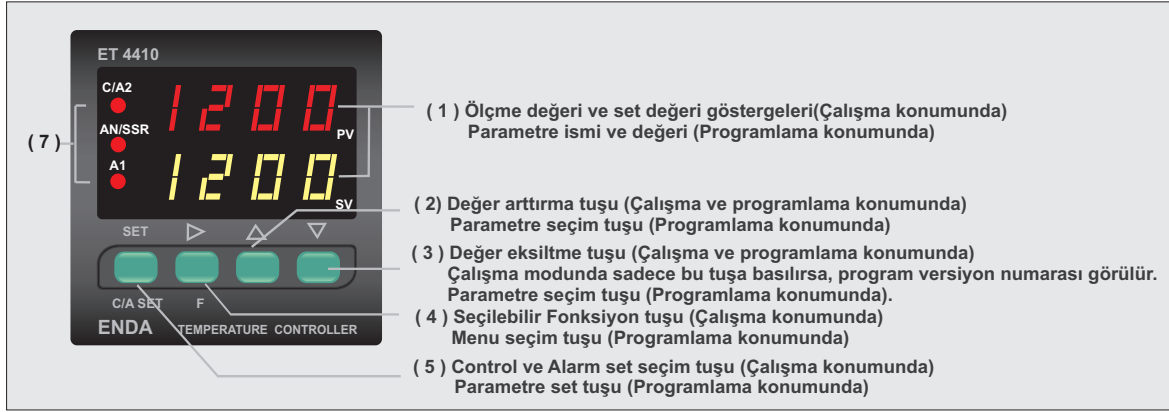 ET 4410
C/A2
1200
PV
AN/SSR
A1
1200
SV
( 7 )
SET
C/A SET F
ENDA TEMPERATURE CONTROLLER
( 1 ) Ölçme değeri ve set değeri göstergeleri(Çalışma konumunda)
Parametre ismi ve değeri (Programlama konumunda)
( 2) Değer arttırma tuşu (Çalışma ve programlama konumunda)
Parametre seçim tuşu (Programlama konumunda)
( 3 ) Değer eksiltme tuşu (Çalışma ve programlama konumunda)
Çalışma modunda sadece bu tuşa basılırsa, program versiyon numarası görülür.
Parametre seçim tuşu (Programlama konumunda).
( 4 ) Seçilebilir Fonksiyon tuşu (Çalışma konumunda)
Menu seçim tuşu (Programlama konumunda)
( 5 ) Control ve Alarm set seçim tuşu (Çalışma konumunda)
Parametre set tuşu (Programlama konumunda)